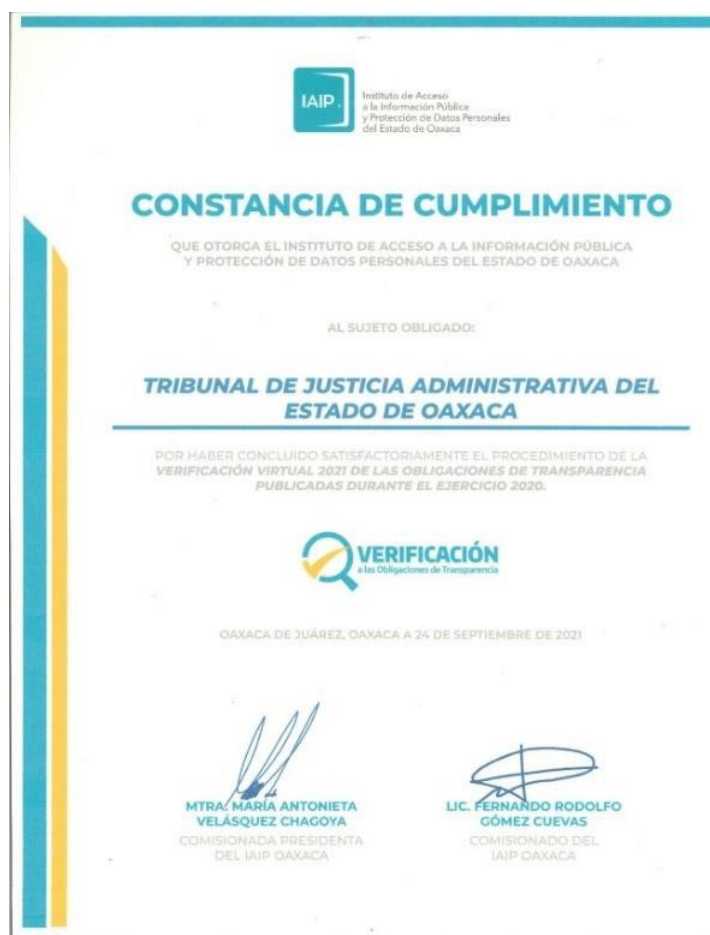 IAIP.
Instituto de Acceso
a la Información Pública
y Protección de Datos Personales
del Estado de Oaxaca
CONSTANCIA DE CUMPLIMIENTO
QUE OTORGA EL INSTITUTO DE ACCESO A LA INFORMACIÓN PÚBLICA
Y PROTECCIÓN DE DATOS PERSONALES DEL ESTADO DE OAXACA
AL SUJETO OBLIGADO:
TRIBUNAL DE JUSTICIA ADMINISTRATIVA DEL
ESTADO DE OAXACA
POR HABER CONCLUIDO SATISFACTORIAMENTE EL PROCEDIMIENTO DE LA
VERIFICACIÓN VIRTUAL 2021 DE LAS OBLIGACIONES DE TRANSPARENCIA
PUBLICADAS DURANTE EL EJERCICIO 2020.
VERIFICACIÓN
a las Obligaciones de Transparencia
OAXACA DE JUÁREZ, OAXACA A 24 DE SEPTIEMBRE DE 2021
MTRA. MARÍA ANTONIETA
VELÁSQUEZ CHAGOYA
COMISIONADA PRESIDENTA
DEL IAIP OAXACA
LIC. FERNANDO RODOLFO
GÓMEZ CUEVAS
COMISIONADO DEL
IAIP OAXACA